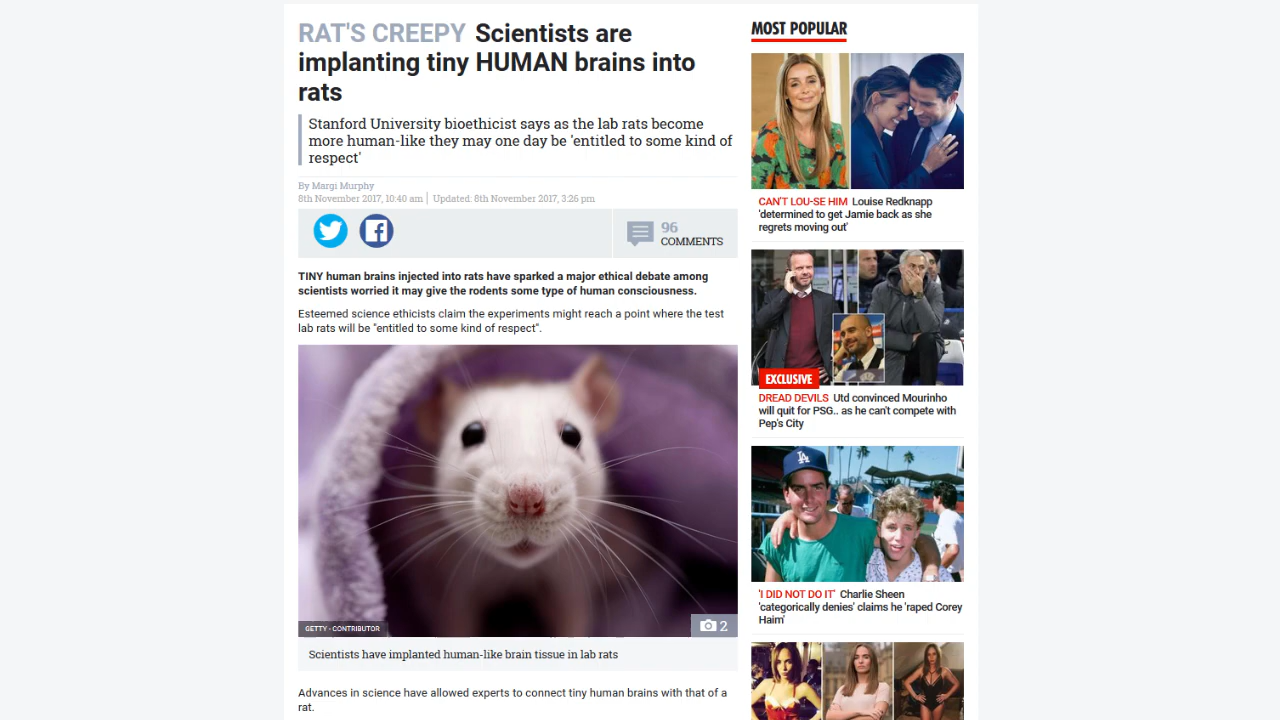 RAT'S CREEPY Scientists are
implanting tiny HUMAN brains into
rats
Stanford University bioethicist says as the lab rats become
more human-like they may one day be 'entitled to some kind of
respect'
By Margi Murphy
8th November 2017, 10:40 am | Updated: 8th November 2017, 3:26 pm
96
COMMENTS
TINY human brains injected into rats have sparked a major ethical debate among
scientists worried it may give the rodents some type of human consciousness.
Esteemed science ethicists claim the experiments might reach a point where the test
lab rats will be "entitled to some kind of respect".
GETTY - CONTRIBUTOR
2
Scientists have implanted human-like brain tissue in lab rats
Advances in science have allowed experts to connect tiny human brains with that of a
rat.
MOST POPULAR
CAN'T LOU-SE HIM Louise Redknapp
'determined to get Jamie back as she
regrets moving out'
EXCLUSIVE
DREAD DEVILS Utd convinced Mourinho
will quit for PSG.. as he can't compete with
Pep's City
LA
'I DID NOT DO IT' Charlie Sheen
'categorically denies' claims he 'raped Corey
Haim'